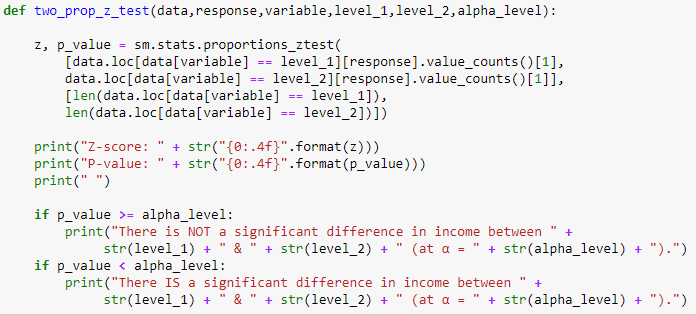 def two_prop_z_test(data,response,variable,level_1,level_2,alpha_level):
z, p_value = sm.stats.proportions_ztest(
[data.loc[data[variable] == level_1][response].value_counts()[1],
data.loc[data[variable] == level_2][response].value_counts()[1]],
[len(data.loc[data[variable] == level_1]),
len(data.loc[data[variable] == level_2])])
print("Z-score: " + str("{0:.4f}".format(z)))
print("P-value: " + str("{0:.4f}".format(p_value)))
print(" ")
if p_value >= alpha_level:
print("There is NOT a significant difference in income between " +
str(level_1) + " & " + str(level_2) + " (at α = " + str(alpha_level) + ").")
if p_value < alpha_level:
print("There IS a significant difference in income between " +
str(level_1) + " & " + str(level_2) + " (at α = " + str(alpha_level) + ").")